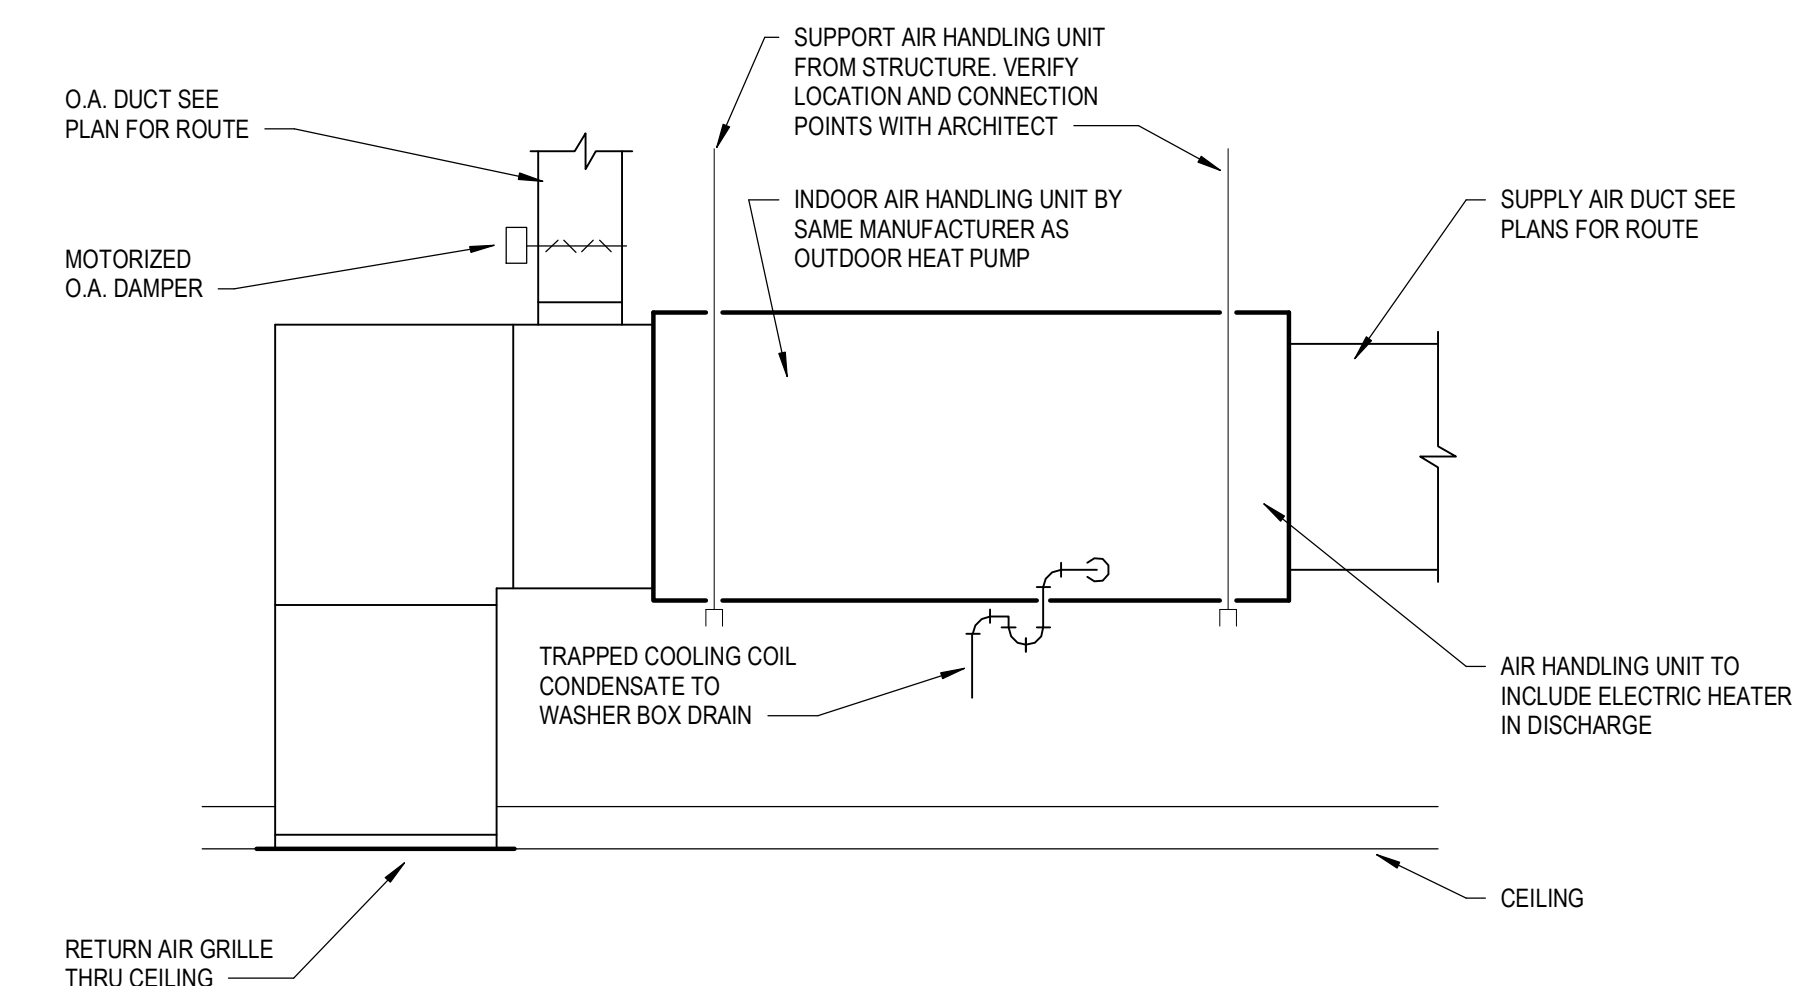 SUPPORT AIR HANDLING UNIT
FROM STRUCTURE. VERIFY
LOCATION AND CONNECTION
POINTS WITH ARCHITECT
O.A. DUCT SEE
PLAN FOR ROUTE
INDOOR AIR HANDLING UNIT BY
SAME MANUFACTURER AS
OUTDOOR HEAT PUMP
SUPPLY AIR DUCT SEE
PLANS FOR ROUTE
MOTORIZED
O.A. DAMPER
TRAPPED COOLING COIL
CONDENSATE TO
WASHER BOX DRAIN
AIR HANDLING UNIT TO
INCLUDE ELECTRIC HEATER
IN DISCHARGE
CEILING
RETURN AIR GRILLE
THRU CEILING